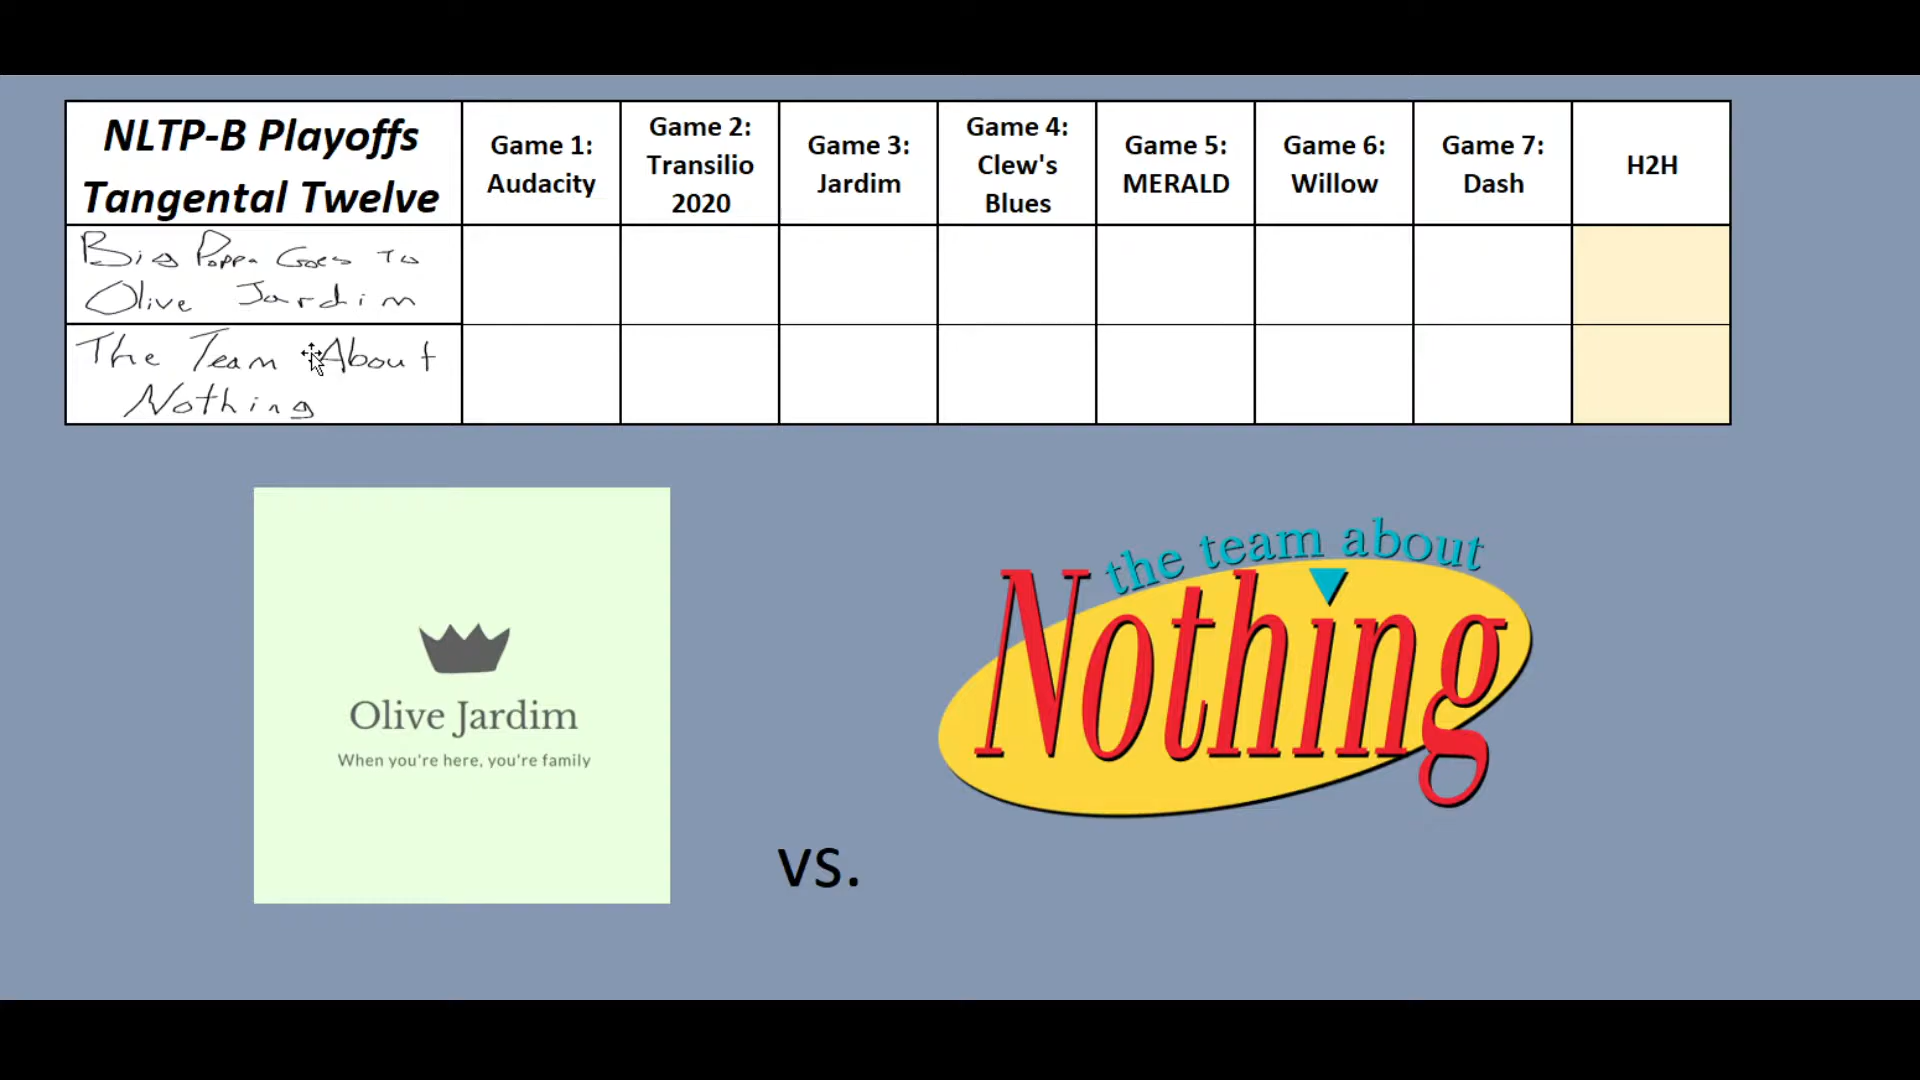 NLTP-B Playoffs
Tangental Twelve
Game 1:
Audacity
Game 2:
Transilio
2020
Game 3:
Jardim
Game 4:
Clew's
Blues
Game 5:
MERALD
Game 6:
Willow
Game 7:
Dash
H2H
Big Poppa Goes To
Olive Jardim
The Team About
Nothing
Olive Jardim
When you're here, you're family
vs.
the team about
Nothing